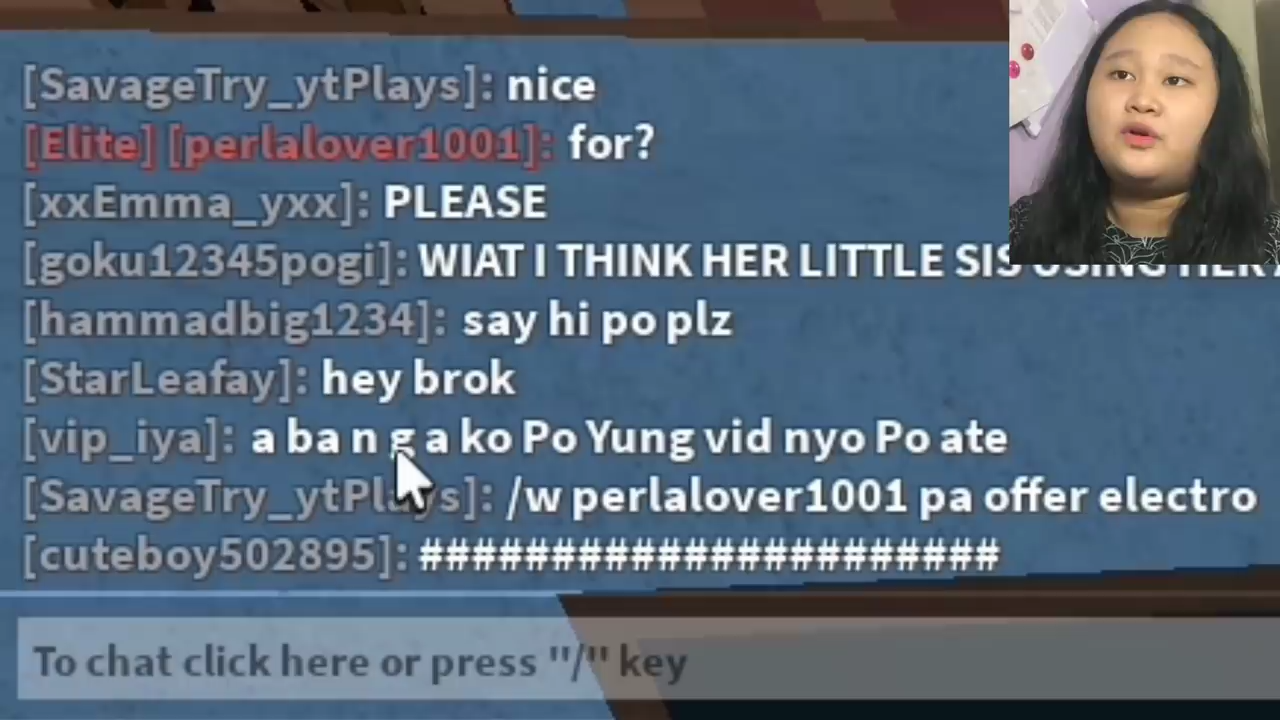 [SavageTry_ytPlays]: nice
[Elite] [perlalover1001]: for?
[xxEmma_yxx]: PLEASE
[goku12345pogi]: WIAT I THINK HER LITTLE SIS USING HER
[hammadbig1234]: say hi po plz
[StarLeafay]: hey brok
[vip_iya]: a ba n g a ko Po Yung vid nyo Po ate
[SavageTry_ytPlays]: /w perlalover1001 pa offer electro
[cuteboy502895]: ######################
To chat click here or press "/" key